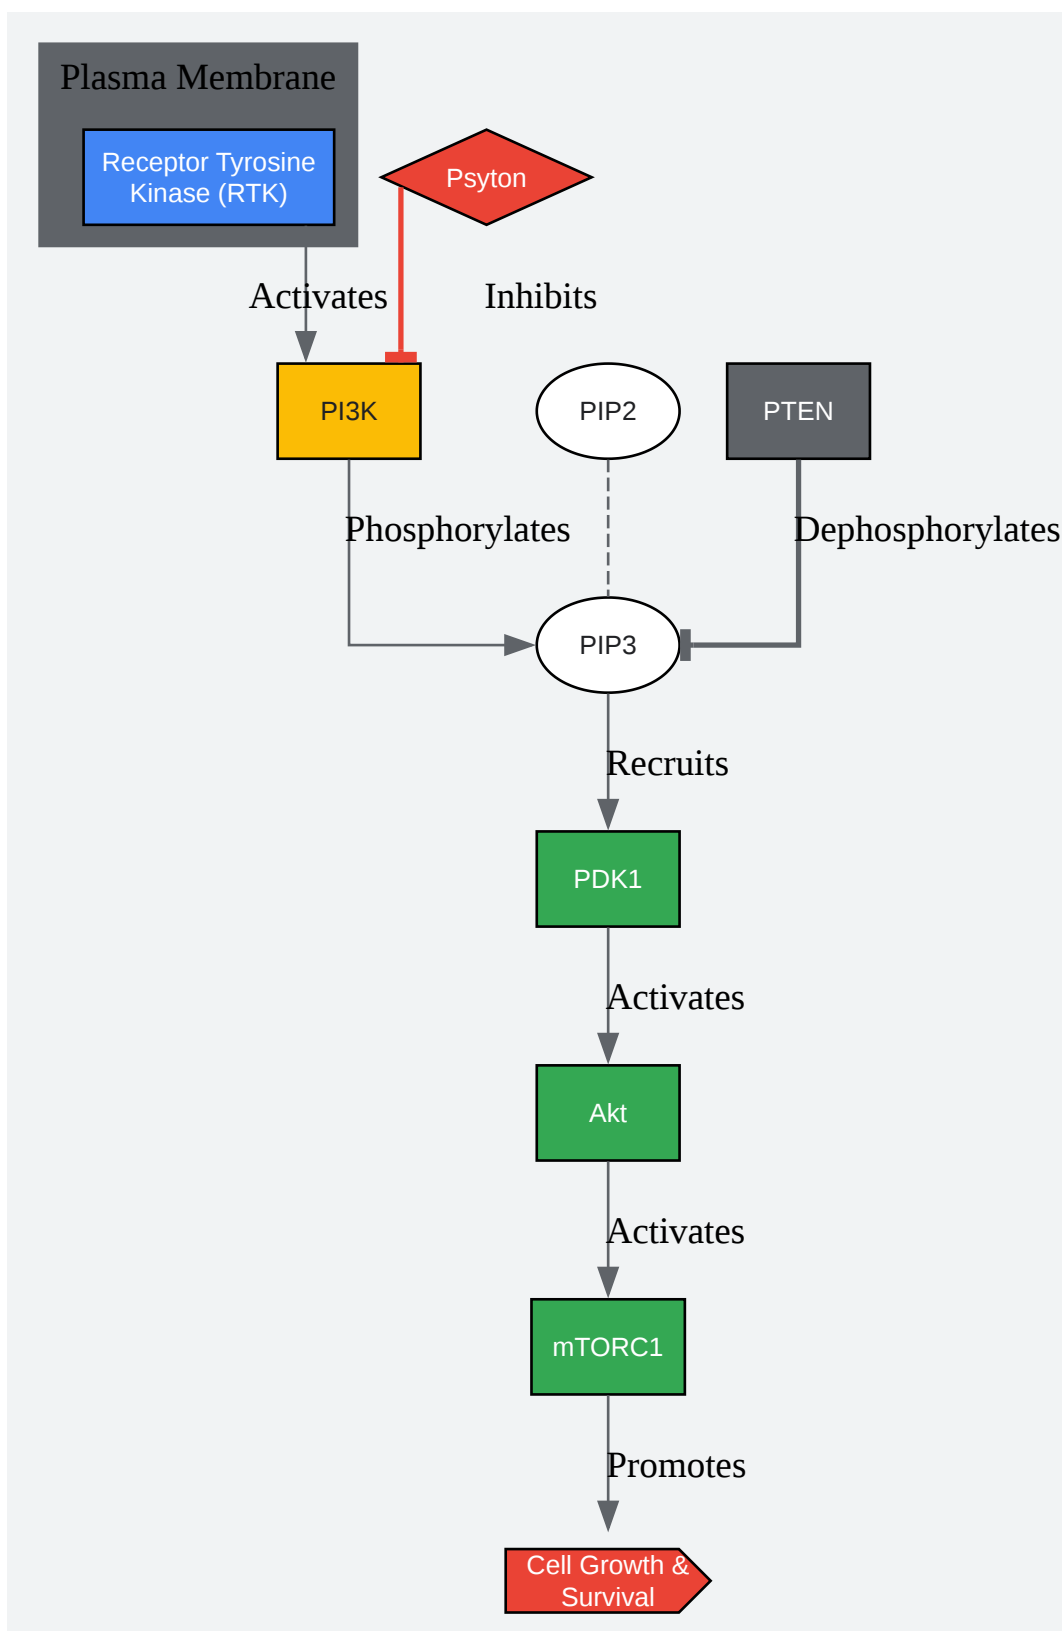 Plasma Membrane
Receptor Tyrosine
Kinase (RTK)
Psyton
Activates
Inhibits
PI3K
PIP2
PTEN
Phosphorylates
Dephosphorylates
PIP3
Recruits
PDK1
Activates
Akt
Activates
mTORC1
Promotes
Cell Growth &
Survival